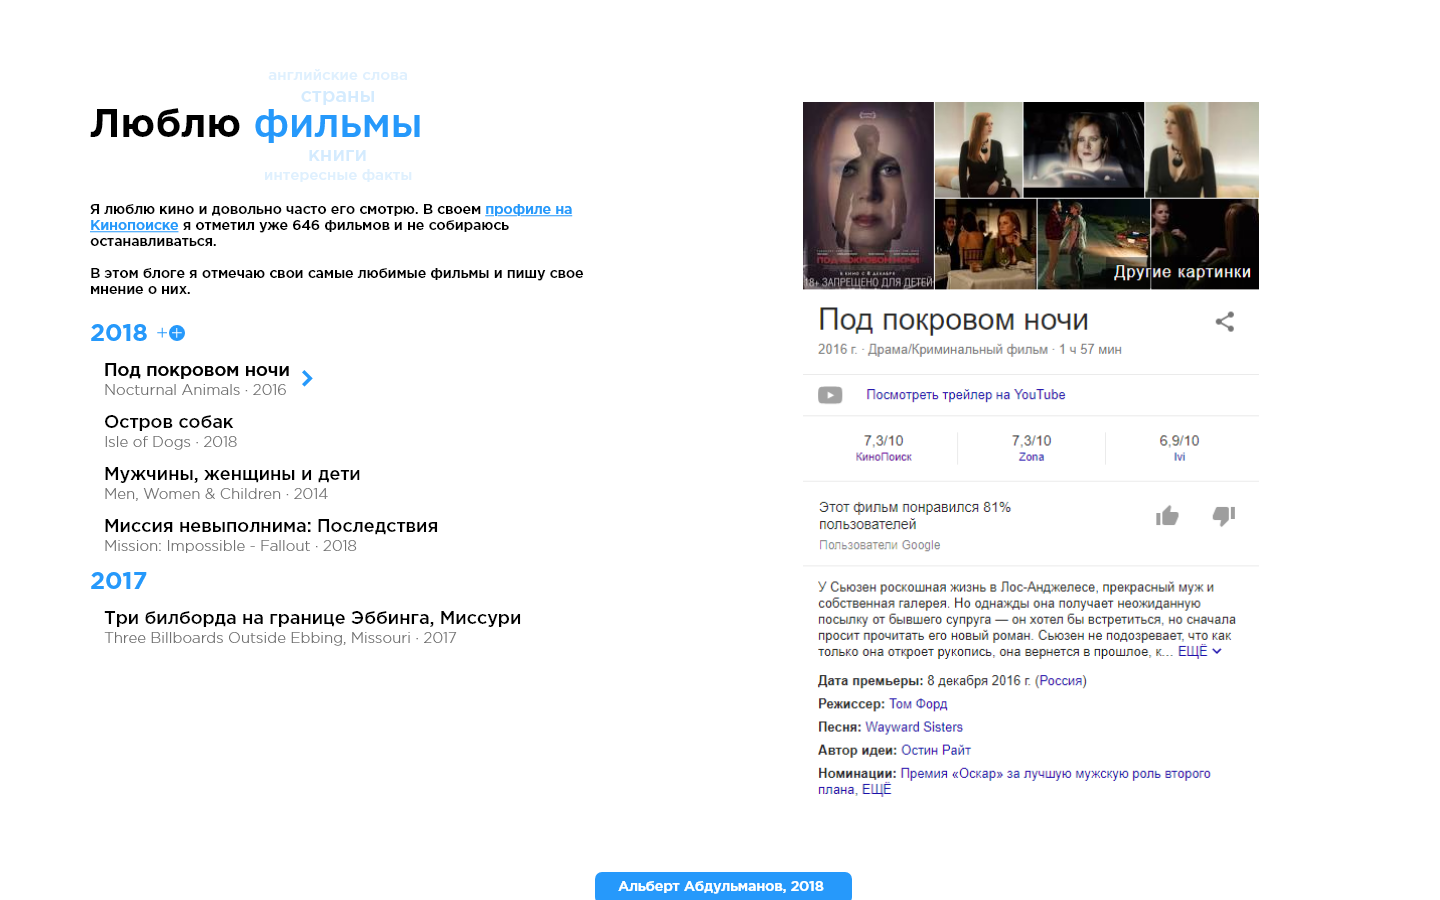 английские слова
страны
Люблю фильмы
книги
интересные факты
Я люблю кино и довольно часто его смотрю. В своем профиле на
Кинопоиске я отметил уже 646 фильмов и не собираюсь
останавливаться.
В этом блоге я отмечаю свои самые любимые фильмы и пишу свое
мнение о них.
2018 +
Под покровом ночи
Nocturnal Animals · 2016
Остров собак
Isle of Dogs · 2018
Мужчины, женщины и дети
Men, Women & Children · 2014
Миссия невыполнима: Последствия
Mission: Impossible - Fallout · 2018
2017
Три билборда на границе Эббинга, Миссури
Three Billboards Outside Ebbing, Missouri · 2017
ПОД ПОКРОВОМ НОЧИ
В КИНО С 8 ДЕКАБРЯ
18+ ЗАПРЕЩЕНО ДЛЯ ДЕТЕЙ
Другие картинки
Под покровом ночи
2016 г. · Драма/Криминальный фильм · 1 ч 57 мин
Посмотреть трейлер на YouTube
7,3/10 7,3/10 6,9/10
КиноПоиск Zona Ivi
Этот фильм понравился 81%
пользователей
Пользователи Google
У Сьюзен роскошная жизнь в Лос-Анджелесе, прекрасный муж и
собственная галерея. Но однажды она получает неожиданную
посылку от бывшего супруга — он хотел бы встретиться, но сначала
просит прочитать его новый роман. Сьюзен не подозревает, что как
только она откроет рукопись, она вернется в прошлое, к... ЕЩЁ
Дата премьеры: 8 декабря 2016 г. (Россия)
Режиссер: Том Форд
Песня: Wayward Sisters
Автор идеи: Остин Райт
Номинации: Премия «Оскар» за лучшую мужскую роль второго
плана, ЕЩЁ
Альберт Абдульманов, 2018